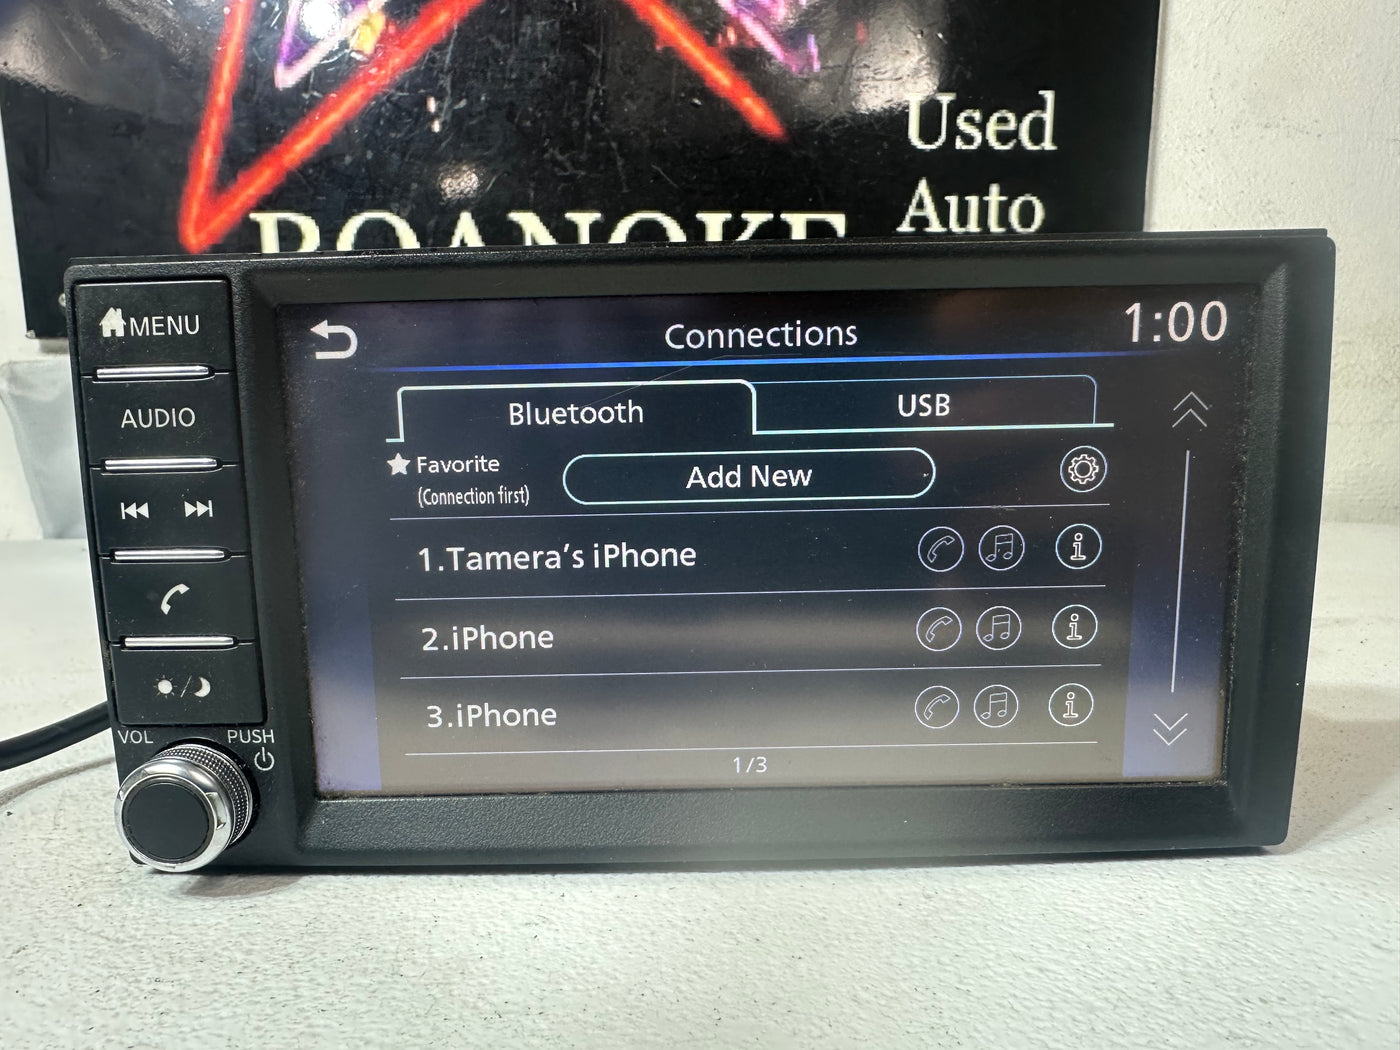 Used
Auto
ROANOKE
MENU
AUDIO
VOL
PUSH
Connections
1:00
Bluetooth
USB
Favorite
(Connection first)
Add New
1.Tamera's iPhone
2.iPhone
3.iPhone
1/3